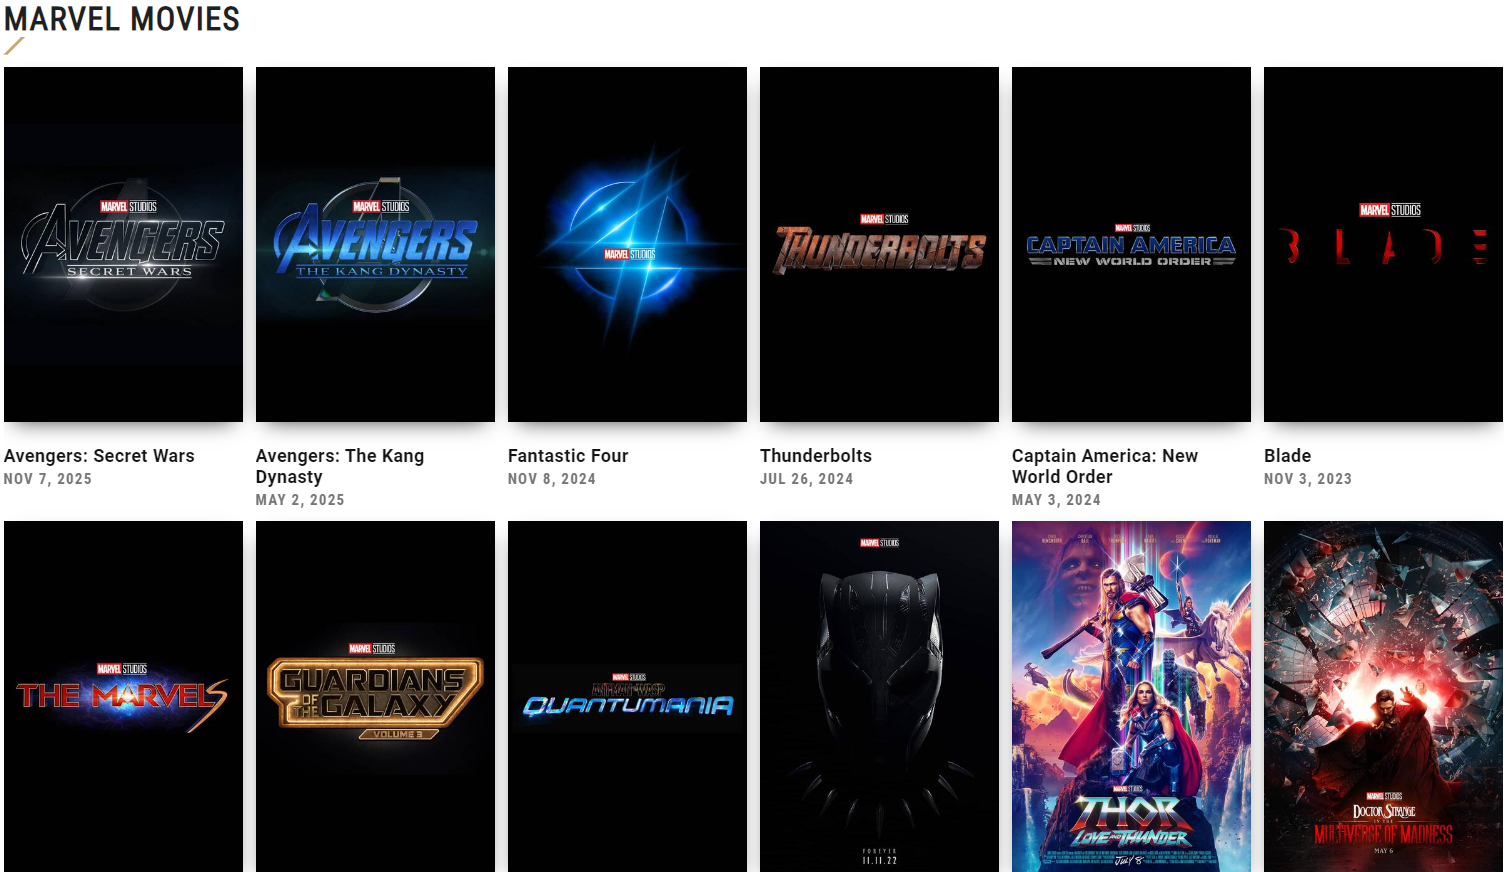 MARVEL MOVIES
MARVEL STUDIOS
AVENGERS
SECRET WARS
MARVEL STUDIOS
AVENGERS
THE KANG DYNASTY
MARVEL STUDIOS
MARVEL STUDIOS
THUNDERBOLTS
MARVEL STUDIOS
CAPTAIN AMERICA
NEW WORLD ORDER
MARVEL STUDIOS
BLADE
Avengers: Secret Wars
NOV 7, 2025
Avengers: The Kang
Dynasty
MAY 2, 2025
Fantastic Four
NOV 8, 2024
Thunderbolts
JUL 26, 2024
Captain America: New
World Order
MAY 3, 2024
Blade
NOV 3, 2023
MARVEL STUDIOS
THE MARVELS
MARVEL STUDIOS
GUARDIANS
OF THE GALAXY
VOLUME 3
MARVEL STUDIOS
ANT-MAN AND THE WASP
QUANTUMANIA
MARVEL STUDIOS
FOREVER
11.11.22
MARVEL STUDIOS
THOR
LOVE AND THUNDER
JULY 8
MARVEL STUDIOS
DOCTOR STRANGE
IN THE
MULTIVERSE OF MADNESS
MAY 6